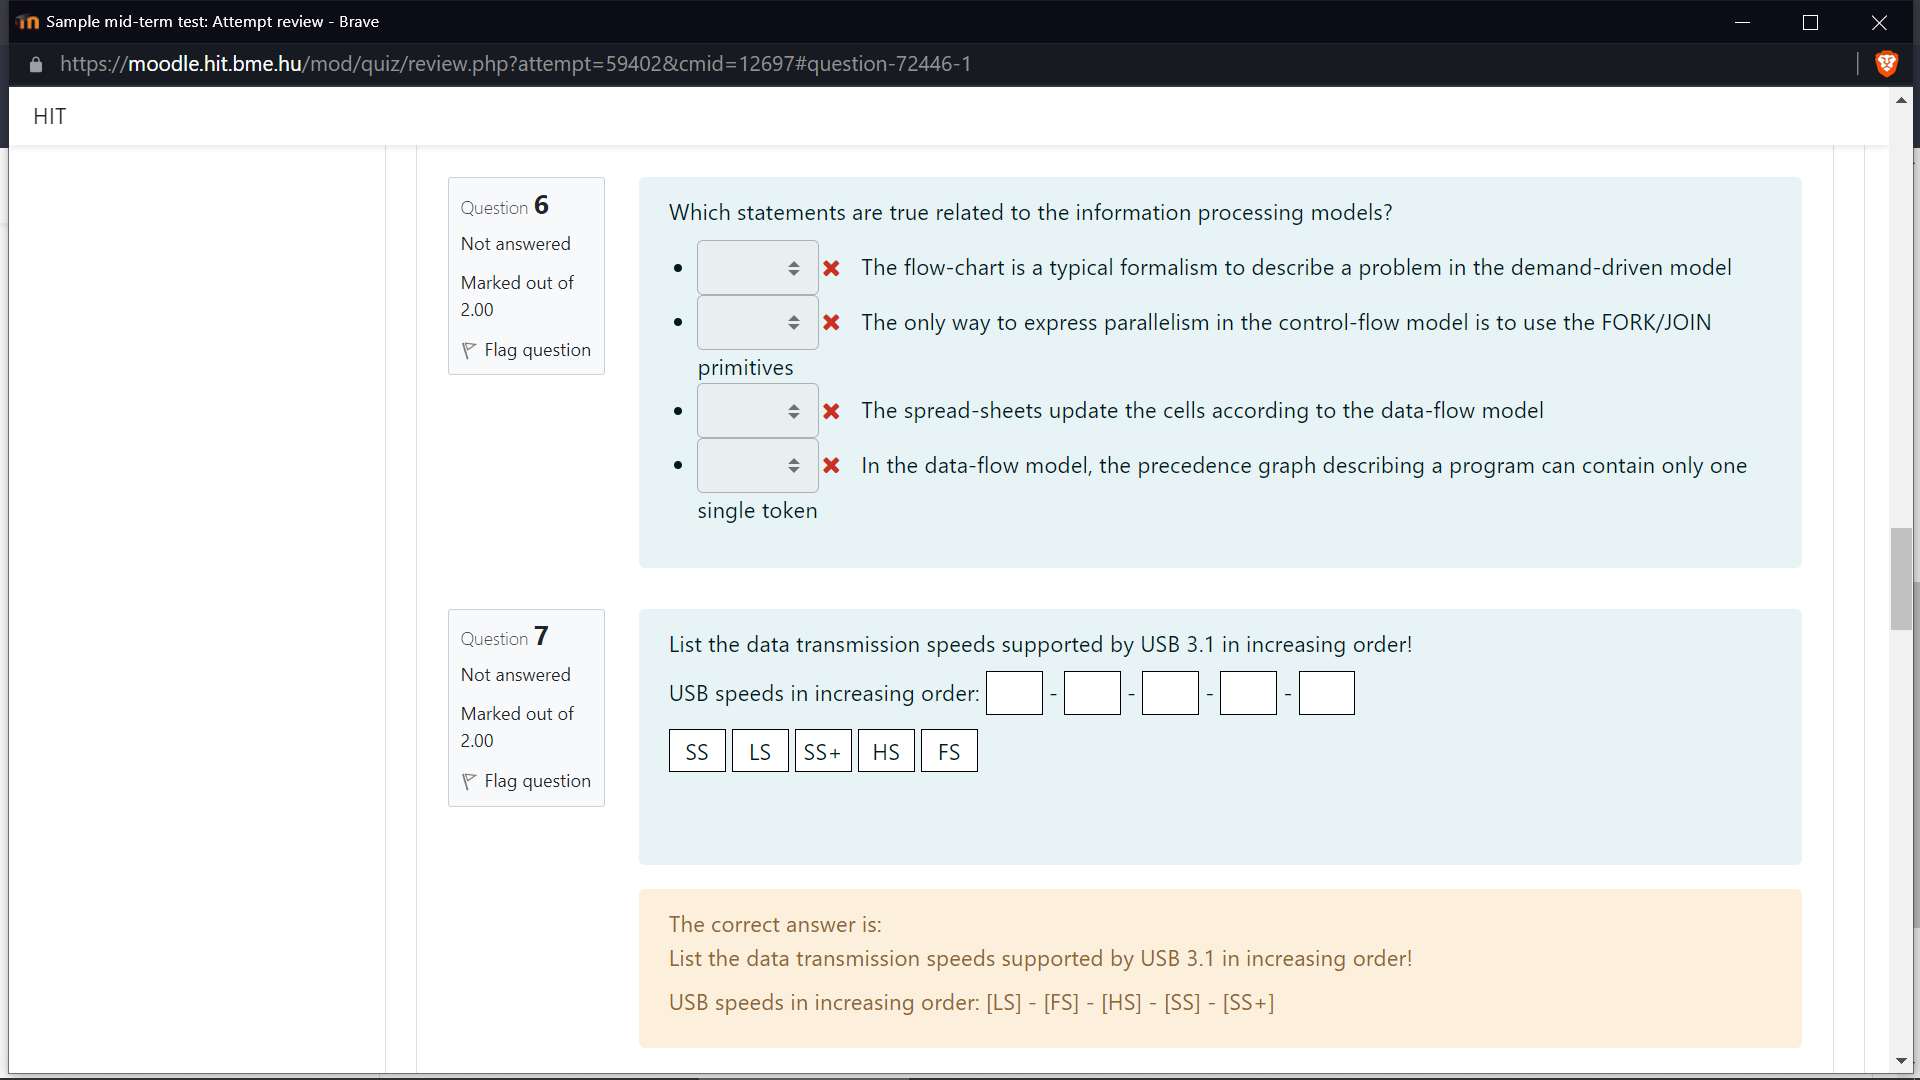 Sample mid-term test: Attempt review - Brave
https://moodle.hit.bme.hu/mod/quiz/review.php?attempt=59402&cmid=12697#question-72446-1
HIT
Question 6
Not answered
Marked out of
2.00
Flag question
Which statements are true related to the information processing models?
The flow-chart is a typical formalism to describe a problem in the demand-driven model
The only way to express parallelism in the control-flow model is to use the FORK/JOIN
primitives
The spread-sheets update the cells according to the data-flow model
In the data-flow model, the precedence graph describing a program can contain only one
single token
Question 7
Not answered
Marked out of
2.00
Flag question
List the data transmission speeds supported by USB 3.1 in increasing order!
USB speeds in increasing order: - - - -
SS LS SS+ HS FS
The correct answer is:
List the data transmission speeds supported by USB 3.1 in increasing order!
USB speeds in increasing order: [LS] - [FS] - [HS] - [SS] - [SS+]